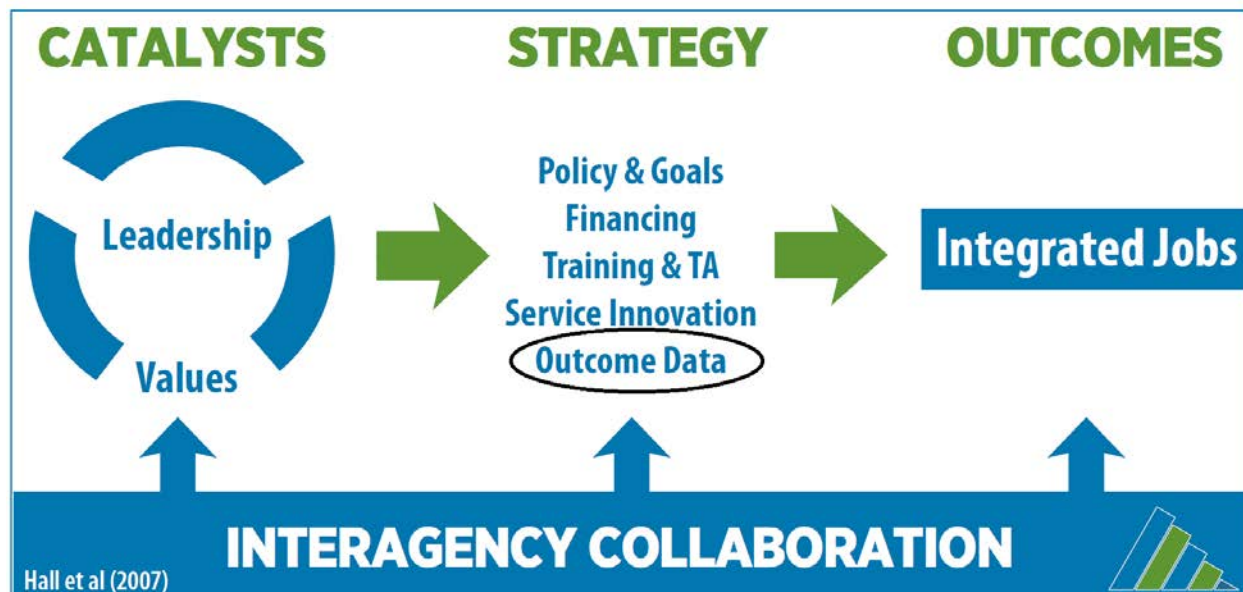 CATALYSTS
Leadership
Values
STRATEGY
Policy & Goals
Financing
Training & TA
Service Innovation
Outcome Data
OUTCOMES
Integrated Jobs
INTERAGENCY COLLABORATION
Hall et al (2007)